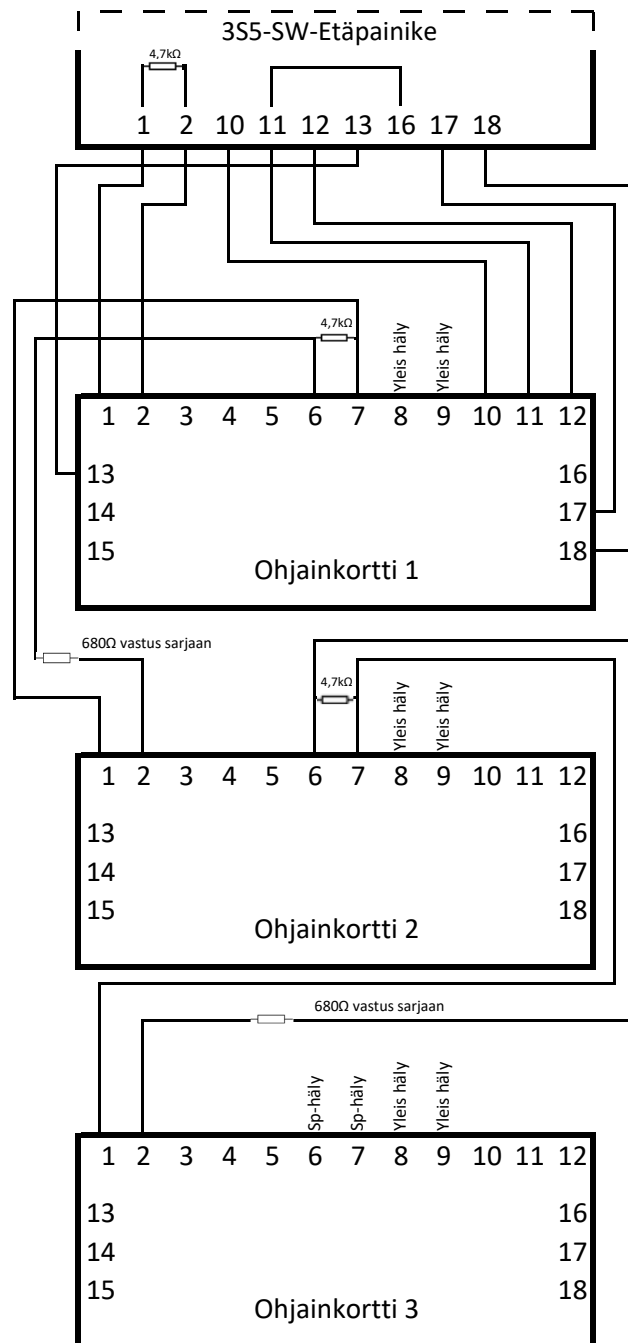 3S5-SW-Etäpainike
4,7kΩ
1 2 10 11 12 13 16 17 18
4,7kΩ
Yleis häly
Yleis häly
1 2 3 4 5 6 7 8 9 10 11 12
13 16
14 17
15 18
Ohjainkortti 1
680Ω vastus sarjaan
4,7kΩ
Yleis häly
Yleis häly
1 2 3 4 5 6 7 8 9 10 11 12
13 16
14 17
15 18
Ohjainkortti 2
680Ω vastus sarjaan
Sp-häly
Sp-häly
Yleis häly
Yleis häly
1 2 3 4 5 6 7 8 9 10 11 12
13 16
14 17
15 18
Ohjainkortti 3